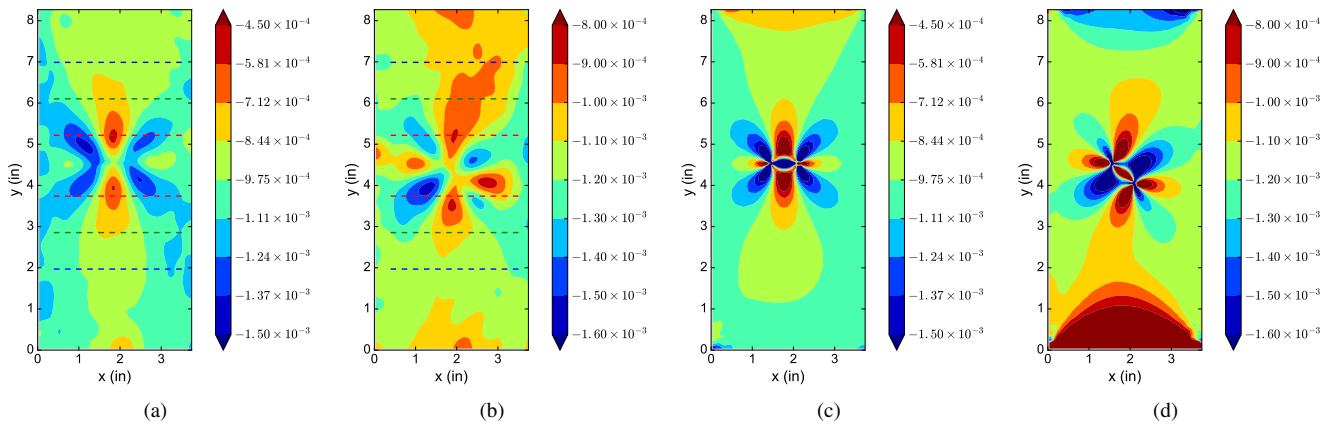 8
7
6
5
4
3
2
1
0
y (in)
0 1 2 3
x (in)
−4.50 × 10⁻⁴
−5.81 × 10⁻⁴
−7.12 × 10⁻⁴
−8.44 × 10⁻⁴
−9.75 × 10⁻⁴
−1.11 × 10⁻³
−1.24 × 10⁻³
−1.37 × 10⁻³
−1.50 × 10⁻³
(a)
8
7
6
5
4
3
2
1
0
y (in)
0 1 2 3
x (in)
−8.00 × 10⁻⁴
−9.00 × 10⁻⁴
−1.00 × 10⁻³
−1.10 × 10⁻³
−1.20 × 10⁻³
−1.30 × 10⁻³
−1.40 × 10⁻³
−1.50 × 10⁻³
−1.60 × 10⁻³
(b)
8
7
6
5
4
3
2
1
0
y (in)
0 1 2 3
x (in)
−4.50 × 10⁻⁴
−5.81 × 10⁻⁴
−7.12 × 10⁻⁴
−8.44 × 10⁻⁴
−9.75 × 10⁻⁴
−1.11 × 10⁻³
−1.24 × 10⁻³
−1.37 × 10⁻³
−1.50 × 10⁻³
(c)
8
7
6
5
4
3
2
1
0
y (in)
0 1 2 3
x (in)
−8.00 × 10⁻⁴
−9.00 × 10⁻⁴
−1.00 × 10⁻³
−1.10 × 10⁻³
−1.20 × 10⁻³
−1.30 × 10⁻³
−1.40 × 10⁻³
−1.50 × 10⁻³
−1.60 × 10⁻³
(d)